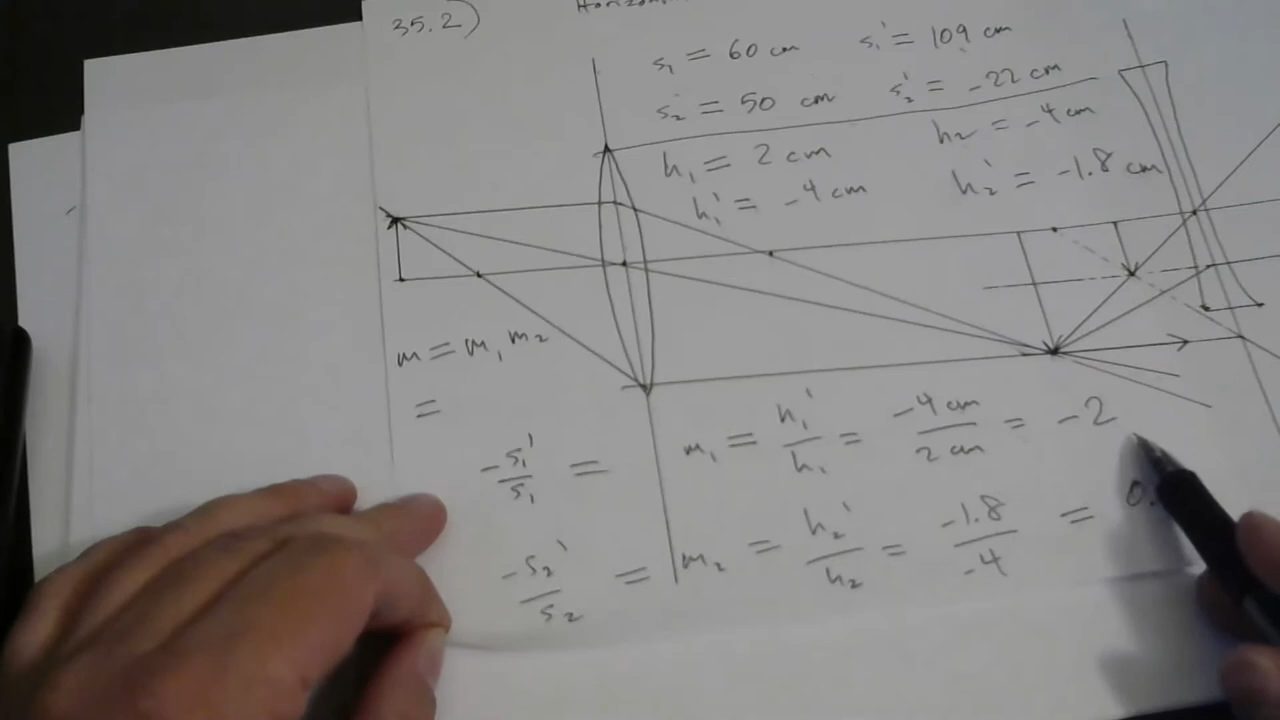 35.2)
s₁ = 60 cm s₁' = 109 cm
s₂ = 50 cm s₂' = -22 cm
h₁ = 2 cm h₂ = -4 cm
h₁' = -4 cm h₂' = -1.8 cm
m = m₁ m₂
=
-s₁'/s₁ = m₁ = h₁'/h₁ = -4 cm/2 cm = -2
-s₂'/s₂ = m₂ = h₂'/h₂ = -1.8/-4 = 0.